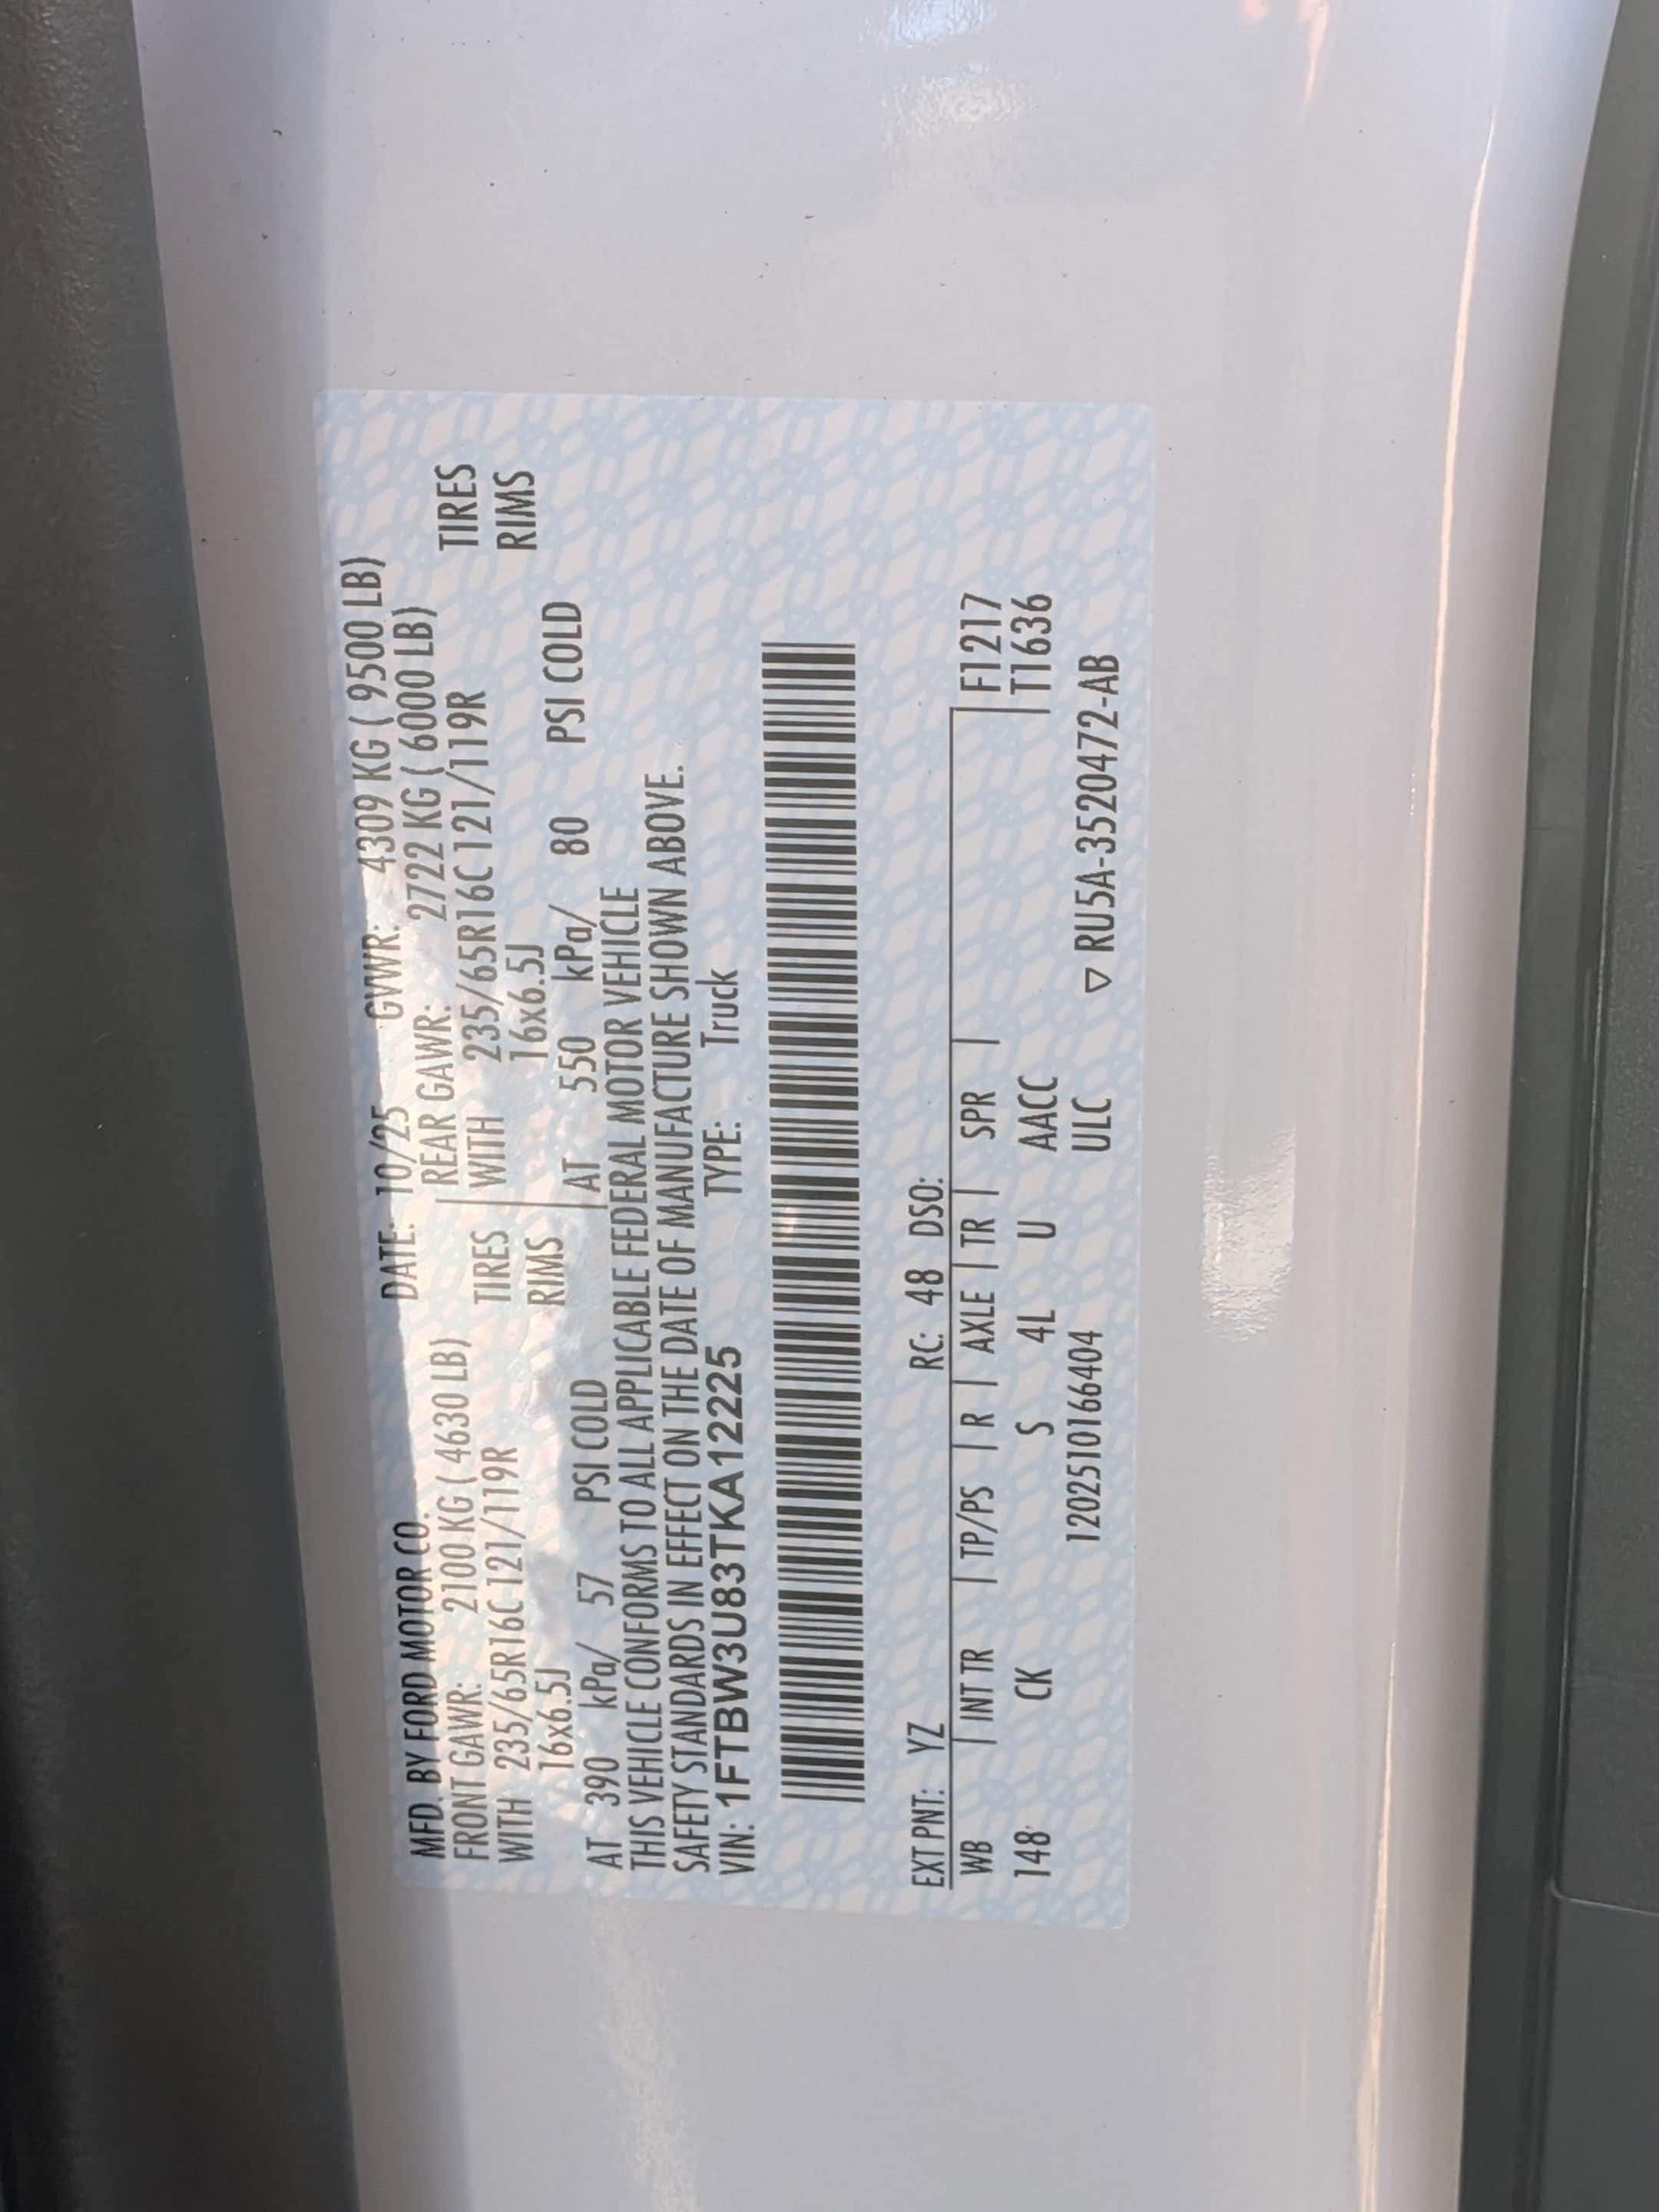 MFD. BY FORD MOTOR CO. DATE: 10/25 GVWR: 4309 KG ( 9500 LB)
FRONT GAWR: 2100 KG ( 4630 LB) REAR GAWR: 2722 KG ( 6000 LB)
WITH 235/65R16C 121/119R TIRES WITH 235/65R16C 121/119R TIRES
16x6.5J RIMS 16x6.5J RIMS
AT 390 kPa/ 57 PSI COLD AT 550 kPa/ 80 PSI COLD
THIS VEHICLE CONFORMS TO ALL APPLICABLE FEDERAL MOTOR VEHICLE
SAFETY STANDARDS IN EFFECT ON THE DATE OF MANUFACTURE SHOWN ABOVE.
VIN: 1FTBW3U83TKA12225 TYPE: Truck
EXT PNT: YZ RC: 48 DSO:
WB | INT TR | TP/PS | R | AXLE | TR | SPR | F1217
148 CK S 4L U AACC T1636
1202510166404 ULC ▽ RU5A-3520472-AB